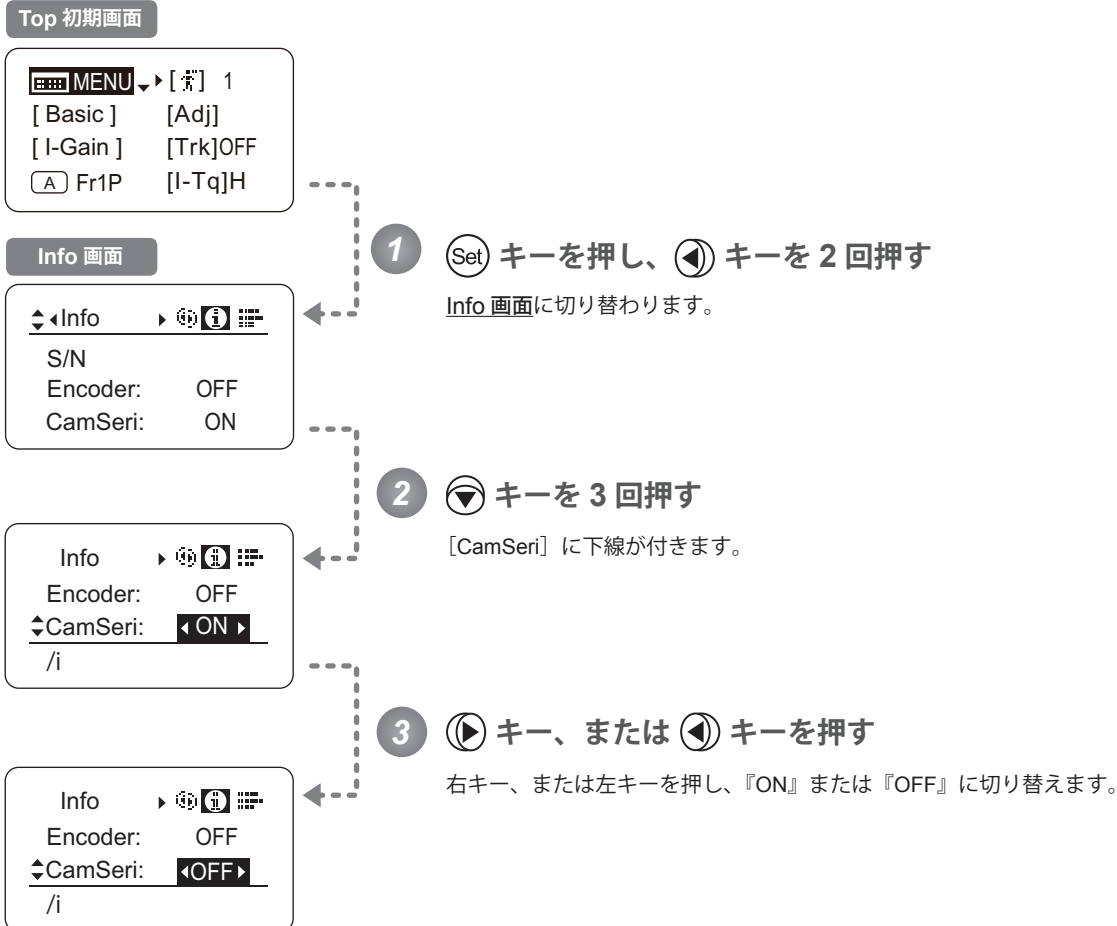 Top 初期画面
MENU [ ] 1
[ Basic ] [Adj]
[ I-Gain ] [Trk]OFF
A Fr1P [I-Tq]H
1 Set キーを押し、 キーを 2 回押す
Info 画面に切り替わります。
Info 画面
Info
S/N
Encoder: OFF
CamSeri: ON
2 キーを 3 回押す
［CamSeri］に下線が付きます。
Info
Encoder: OFF
CamSeri: ON
/i
3 キー、または キーを押す
右キー、または左キーを押し、『ON』または『OFF』に切り替えます。
Info
Encoder: OFF
CamSeri: OFF
/i